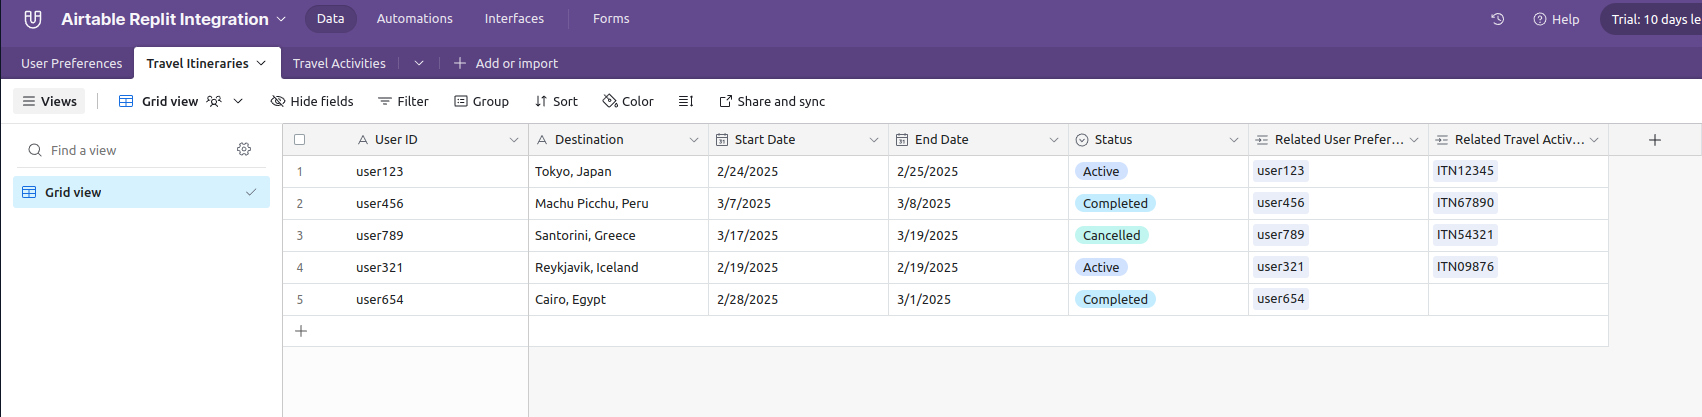 Airtable Replit Integration Data Automations Interfaces Forms Help Trial: 10 days le
User Preferences Travel Itineraries Travel Activities Add or import
Views Grid view Hide fields Filter Group Sort Color Share and sync
Find a view
Grid view
User ID Destination Start Date End Date Status Related User Prefer... Related Travel Activ...
1 user123 Tokyo, Japan 2/24/2025 2/25/2025 Active user123 ITN12345
2 user456 Machu Picchu, Peru 3/7/2025 3/8/2025 Completed user456 ITN67890
3 user789 Santorini, Greece 3/17/2025 3/19/2025 Cancelled user789 ITN54321
4 user321 Reykjavik, Iceland 2/19/2025 2/19/2025 Active user321 ITN09876
5 user654 Cairo, Egypt 2/28/2025 3/1/2025 Completed user654